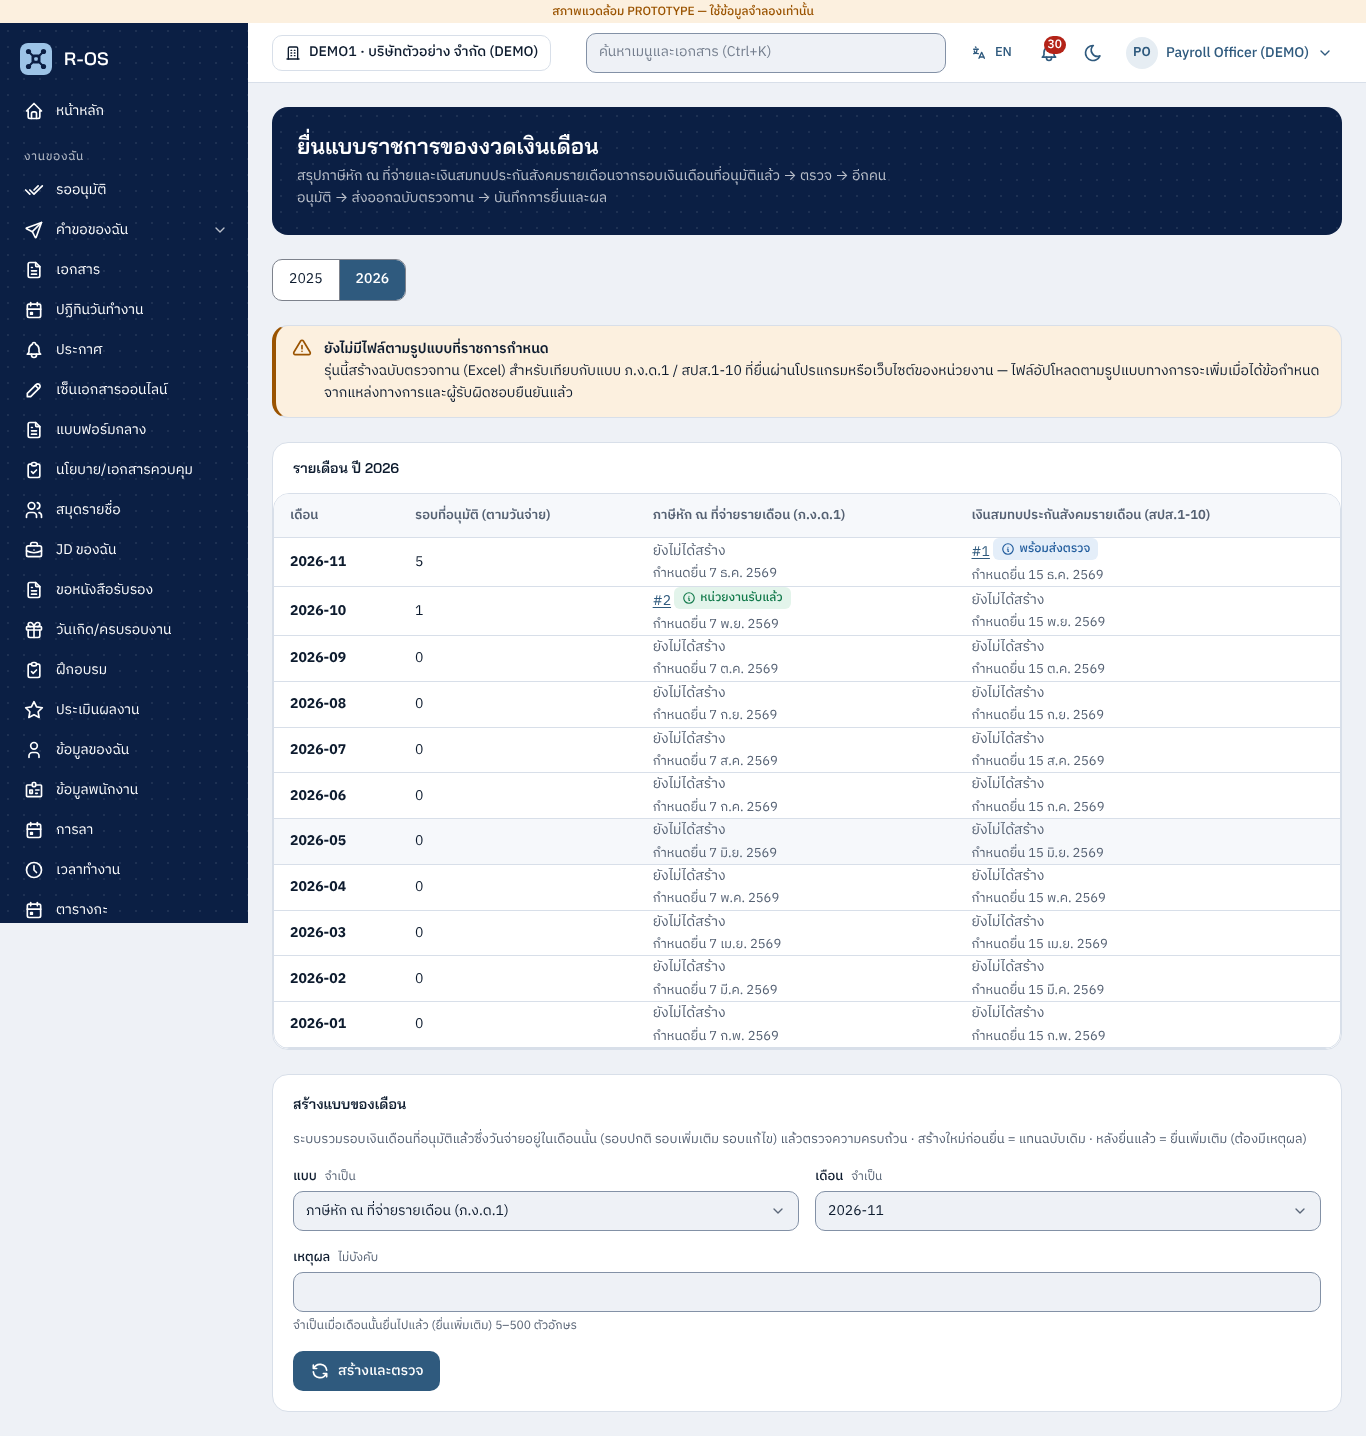 สภาพแวดล้อม PROTOTYPE — ใช้ข้อมูลจำลองเท่านั้น
R-OS
DEMO1 · บริษัทตัวอย่าง จำกัด (DEMO)
ค้นหาเมนูและเอกสาร (Ctrl+K)
EN
30
PO
Payroll Officer (DEMO)
หน้าหลัก
งานของฉัน
รออนุมัติ
คำขอของฉัน
เอกสาร
ปฏิทินวันทำงาน
ประกาศ
เซ็นเอกสารออนไลน์
แบบฟอร์มกลาง
นโยบาย/เอกสารควบคุม
สมุดรายชื่อ
JD ของฉัน
ขอหนังสือรับรอง
วันเกิด/ครบรอบงาน
ฝึกอบรม
ประเมินผลงาน
ข้อมูลของฉัน
ข้อมูลพนักงาน
การลา
เวลาทำงาน
ตารางกะ
ยื่นแบบราชการของงวดเงินเดือน
สรุปภาษีหัก ณ ที่จ่ายและเงินสมทบประกันสังคมรายเดือนจากรอบเงินเดือนที่อนุมัติแล้ว → ตรวจ → อีกคน
อนุมัติ → ส่งออกฉบับตรวจทาน → บันทึกการยื่นและผล
2025
2026
ยังไม่มีไฟล์ตามรูปแบบที่ราชการกำหนด
รุ่นนี้สร้างฉบับตรวจทาน (Excel) สำหรับเทียบกับแบบ ภ.ง.ด.1 / สปส.1-10 ที่ยื่นผ่านโปรแกรมหรือเว็บไซต์ของหน่วยงาน — ไฟล์อัปโหลดตามรูปแบบทางการจะเพิ่มเมื่อได้ข้อกำหนด
จากแหล่งทางการและผู้รับผิดชอบยืนยันแล้ว
รายเดือน ปี 2026
เดือน รอบที่อนุมัติ (ตามวันจ่าย) ภาษีหัก ณ ที่จ่ายรายเดือน (ภ.ง.ด.1) เงินสมทบประกันสังคมรายเดือน (สปส.1-10)
2026-11 5 ยังไม่ได้สร้าง #1 พร้อมส่งตรวจ
กำหนดยื่น 7 ธ.ค. 2569 กำหนดยื่น 15 ธ.ค. 2569
2026-10 1 #2 หน่วยงานรับแล้ว ยังไม่ได้สร้าง
กำหนดยื่น 7 พ.ย. 2569 กำหนดยื่น 15 พ.ย. 2569
2026-09 0 ยังไม่ได้สร้าง ยังไม่ได้สร้าง
กำหนดยื่น 7 ต.ค. 2569 กำหนดยื่น 15 ต.ค. 2569
2026-08 0 ยังไม่ได้สร้าง ยังไม่ได้สร้าง
กำหนดยื่น 7 ก.ย. 2569 กำหนดยื่น 15 ก.ย. 2569
2026-07 0 ยังไม่ได้สร้าง ยังไม่ได้สร้าง
กำหนดยื่น 7 ส.ค. 2569 กำหนดยื่น 15 ส.ค. 2569
2026-06 0 ยังไม่ได้สร้าง ยังไม่ได้สร้าง
กำหนดยื่น 7 ก.ค. 2569 กำหนดยื่น 15 ก.ค. 2569
2026-05 0 ยังไม่ได้สร้าง ยังไม่ได้สร้าง
กำหนดยื่น 7 มิ.ย. 2569 กำหนดยื่น 15 มิ.ย. 2569
2026-04 0 ยังไม่ได้สร้าง ยังไม่ได้สร้าง
กำหนดยื่น 7 พ.ค. 2569 กำหนดยื่น 15 พ.ค. 2569
2026-03 0 ยังไม่ได้สร้าง ยังไม่ได้สร้าง
กำหนดยื่น 7 เม.ย. 2569 กำหนดยื่น 15 เม.ย. 2569
2026-02 0 ยังไม่ได้สร้าง ยังไม่ได้สร้าง
กำหนดยื่น 7 มี.ค. 2569 กำหนดยื่น 15 มี.ค. 2569
2026-01 0 ยังไม่ได้สร้าง ยังไม่ได้สร้าง
กำหนดยื่น 7 ก.พ. 2569 กำหนดยื่น 15 ก.พ. 2569
สร้างแบบของเดือน
ระบบรวมรอบเงินเดือนที่อนุมัติแล้วซึ่งวันจ่ายอยู่ในเดือนนั้น (รอบปกติ รอบเพิ่มเติม รอบแก้ไข) แล้วตรวจความครบถ้วน · สร้างใหม่ก่อนยื่น = แทนฉบับเดิม · หลังยื่นแล้ว = ยื่นเพิ่มเติม (ต้องมีเหตุผล)
แบบ จำเป็น เดือน จำเป็น
ภาษีหัก ณ ที่จ่ายรายเดือน (ภ.ง.ด.1) 2026-11
เหตุผล ไม่บังคับ
จำเป็นเมื่อเดือนนั้นยื่นไปแล้ว (ยื่นเพิ่มเติม) 5–500 ตัวอักษร
สร้างและตรวจ